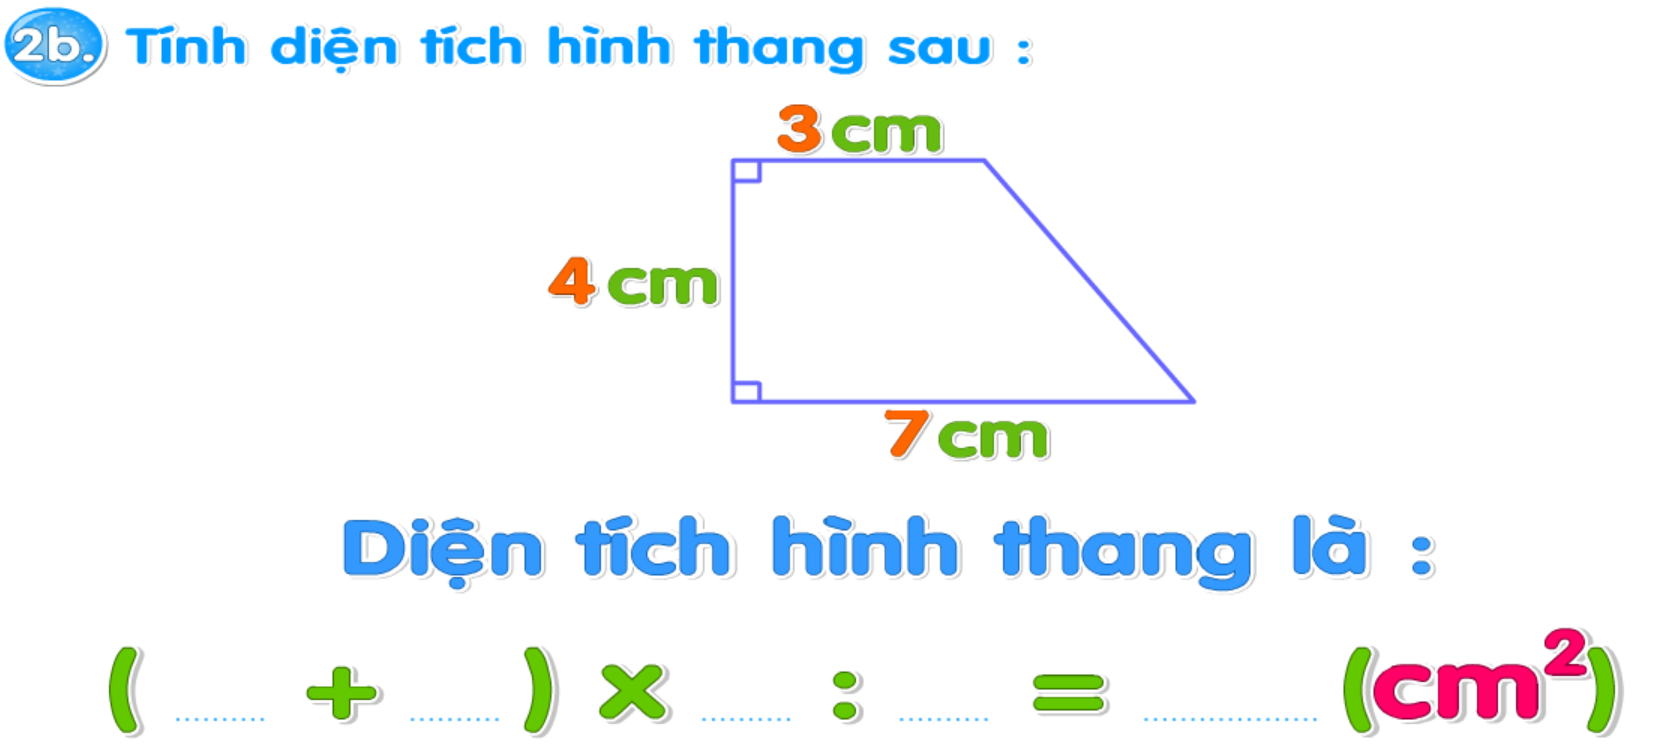 2b. Tính diện tích hình thang sau :
3 cm
4 cm
7 cm
Diện tích hình thang là :
( .......... + .......... ) × .......... : .......... = .................... (cm²)